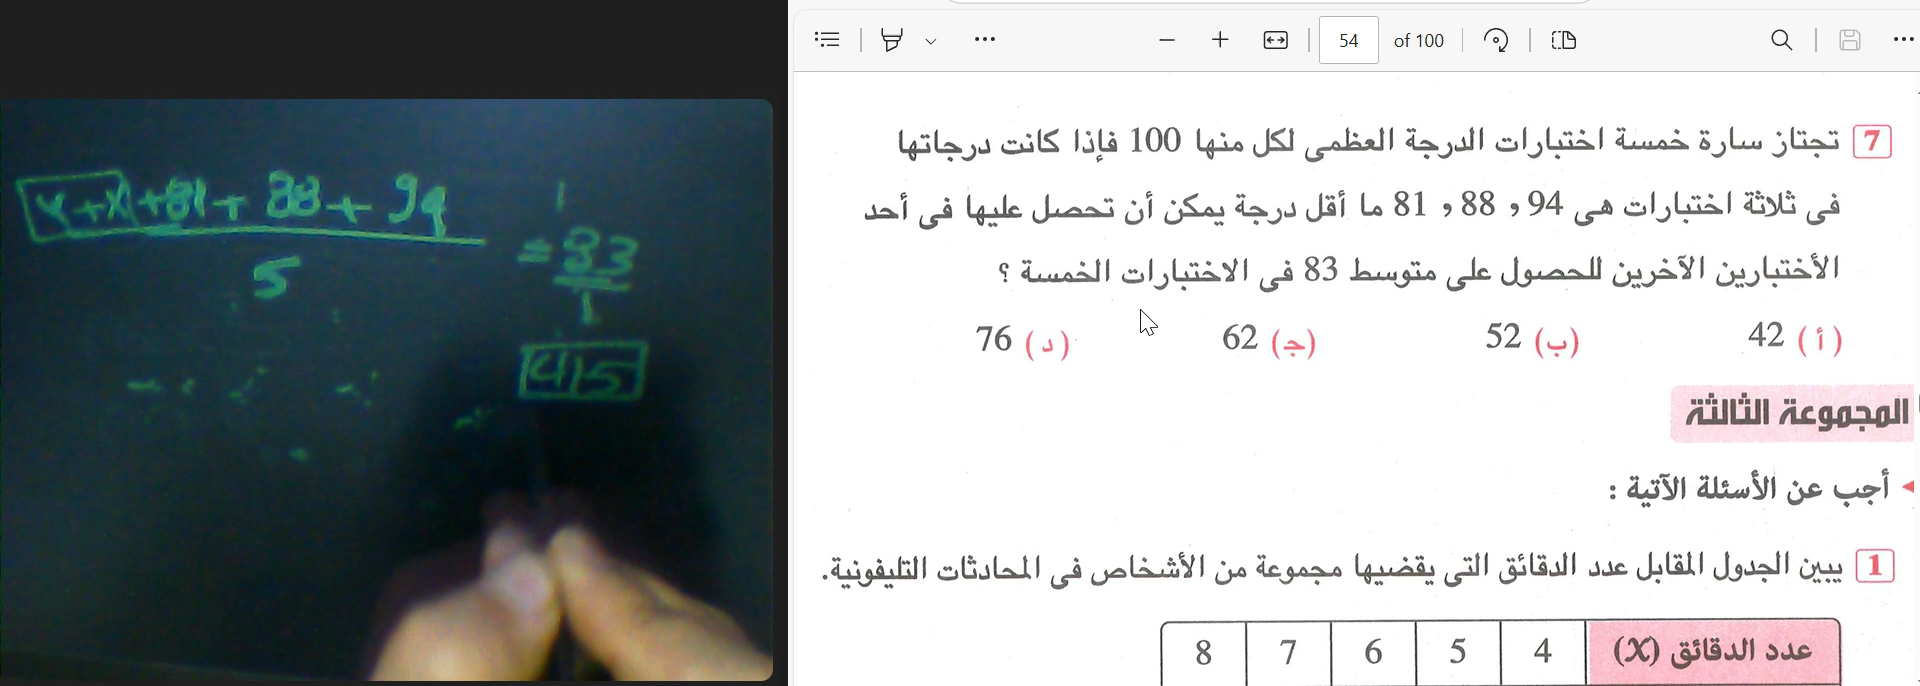 Y+X+81+88+94
5
1
=83
1
415
54 of 100
7 تجتاز سارة خمسة اختبارات الدرجة العظمى لكل منها 100 فإذا كانت درجاتها
فى ثلاثة اختبارات هى 94 ، 88 ، 81 ما أقل درجة يمكن أن تحصل عليها فى أحد
الأختبارين الآخرين للحصول على متوسط 83 فى الاختبارات الخمسة ؟
(أ) 42 (ب) 52 (جـ) 62 (د) 76
المجموعة الثالثة
أجب عن الأسئلة الآتية :
1 يبين الجدول المقابل عدد الدقائق التى يقضيها مجموعة من الأشخاص فى المحادثات التليفونية.
عدد الدقائق (X) 4 5 6 7 8